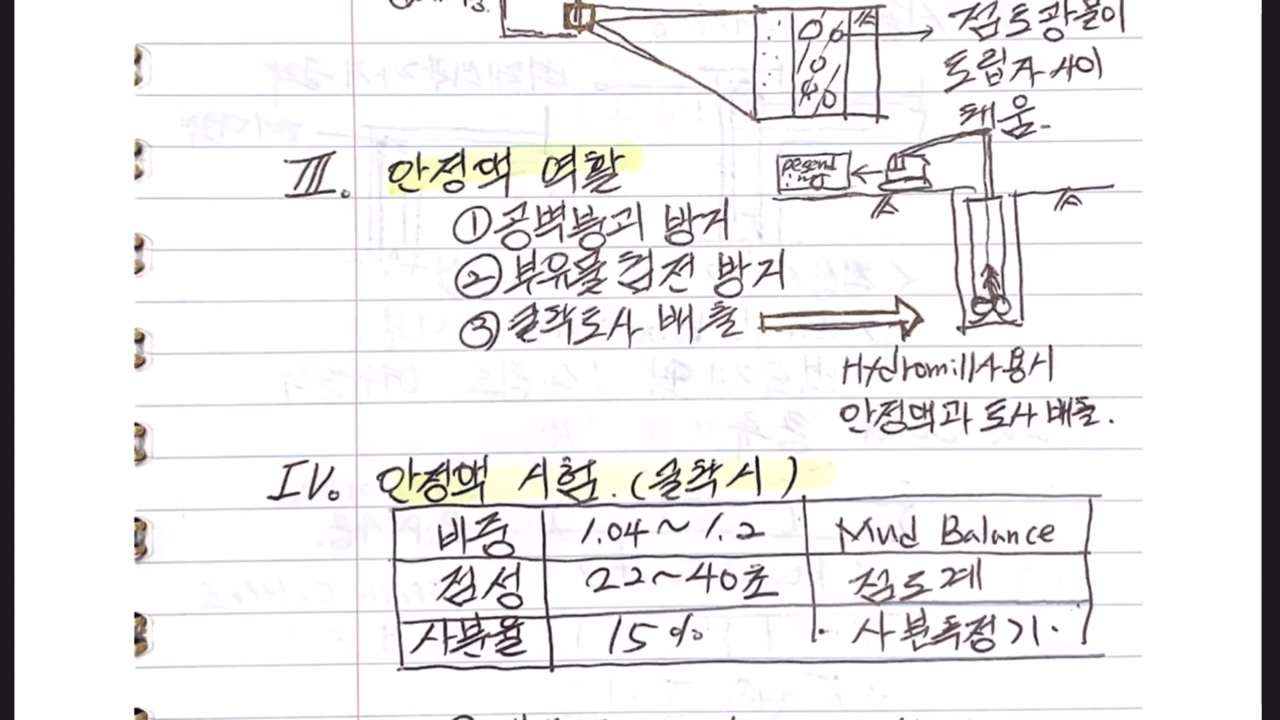 점토광물이
도립자 사이
채움.
III. 안정액 역활
① 공벽붕괴 방지
② 부유물 침전 방지
③ 굴착토사 배출
Hydromill사용시
안정액과 토사 배출.
IV. 안정액 시험. (굴착시)
비중 1.04~1.2 Mud Balance
점성 22~40초 점도계
사분율 15% 사분측정기.